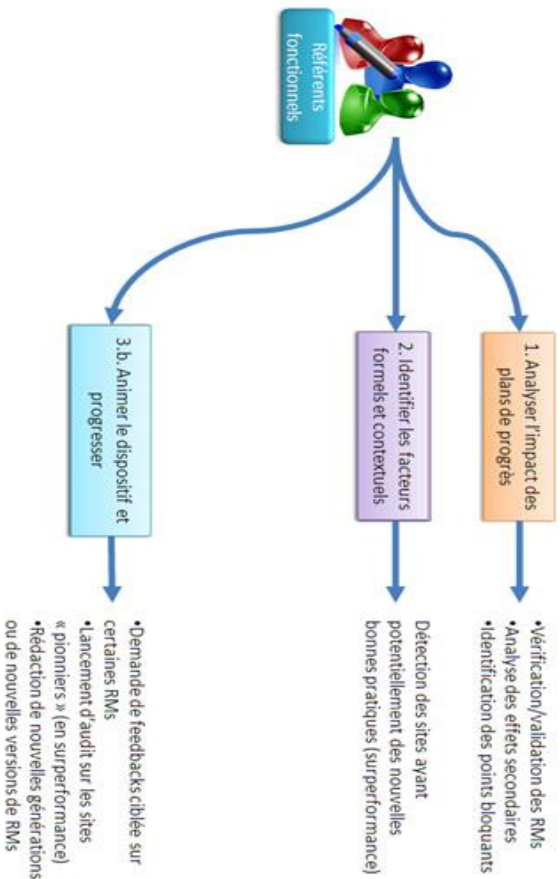 Référents
fonctionnels
1. Analyser l’impact des
plans de progrès
•Vérification/validation des RMs
•Analyse des effets secondaires
•Identification des points bloquants
2. Identifier les facteurs
formels et contextuels
Détection des sites ayant
potentiellement des nouvelles
bonnes pratiques (surperformance)
3.b. Animer le dispositif et
progresser
•Demande de feedbacks ciblée sur
certaines RMs
•Lancement d’audit sur les sites
« pionniers » (en surperformance)
•Rédaction de nouvelles générations
ou de nouvelles versions de RMs